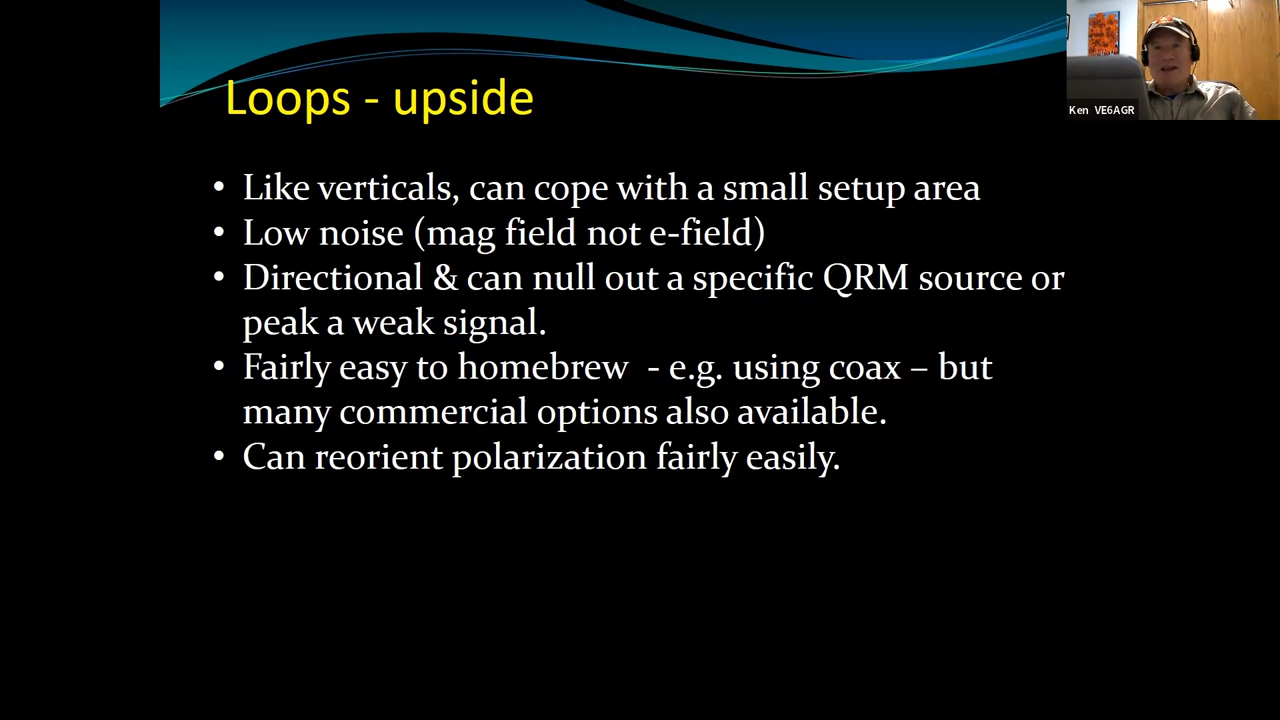 Loops - upside
Ken VE6AGR
• Like verticals, can cope with a small setup area
• Low noise (mag field not e-field)
• Directional & can null out a specific QRM source or
peak a weak signal.
• Fairly easy to homebrew - e.g. using coax – but
many commercial options also available.
• Can reorient polarization fairly easily.